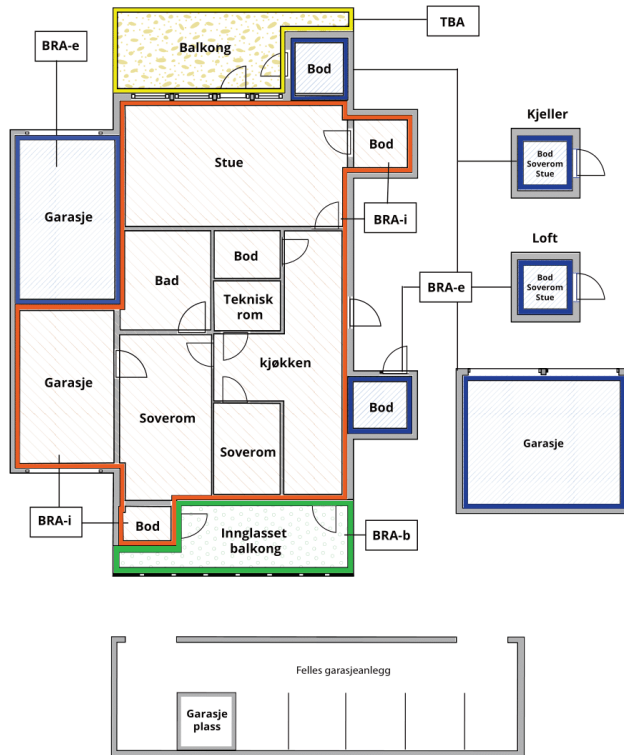 TBA
BRA-e
Balkong
Bod
Kjeller
Stue
Bod
Bod
Soverom
Stue
Garasje
BRA-i
Loft
Bad
Bod
Teknisk
rom
BRA-e
Bod
Soverom
Stue
Garasje
kjøkken
Soverom
Bod
Soverom
Garasje
BRA-i
Bod
Innglasset
balkong
BRA-b
Felles garasjeanlegg
Garasje
plass